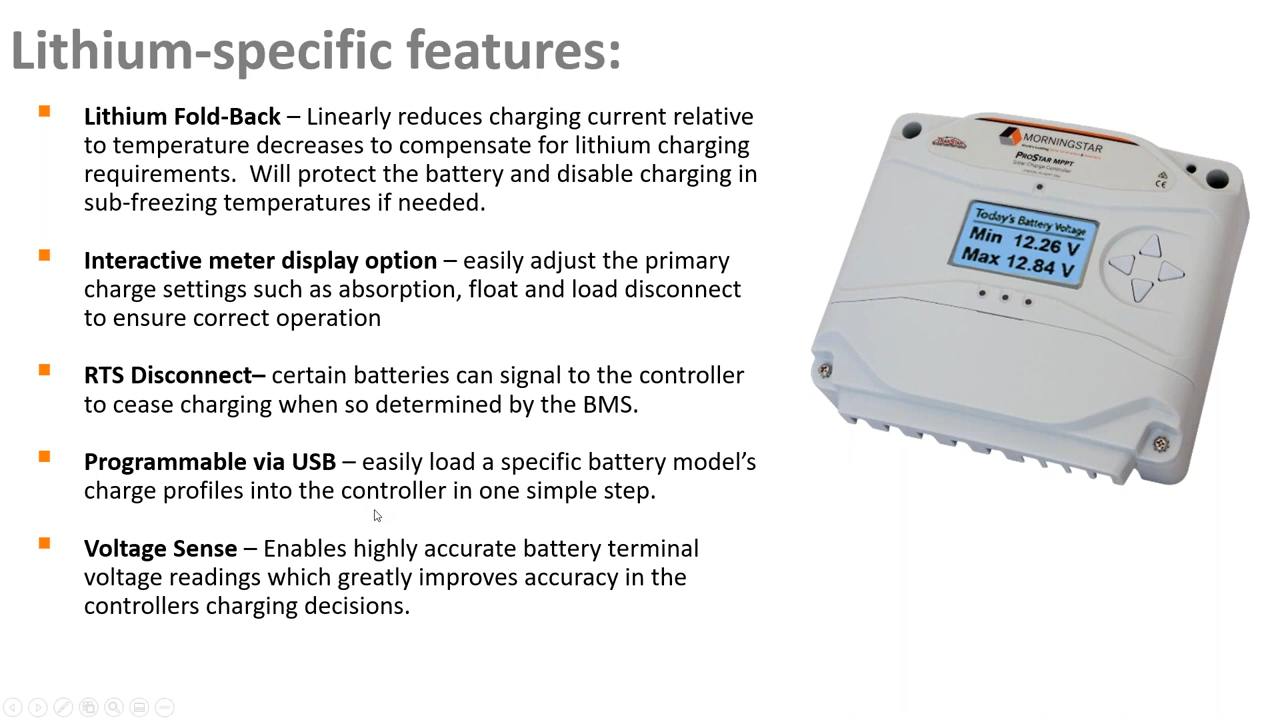 Lithium-specific features:
Lithium Fold-Back – Linearly reduces charging current relative
to temperature decreases to compensate for lithium charging
requirements.  Will protect the battery and disable charging in
sub-freezing temperatures if needed.
Interactive meter display option – easily adjust the primary
charge settings such as absorption, float and load disconnect
to ensure correct operation
RTS Disconnect– certain batteries can signal to the controller
to cease charging when so determined by the BMS.
Programmable via USB – easily load a specific battery model’s
charge profiles into the controller in one simple step.
Voltage Sense – Enables highly accurate battery terminal
voltage readings which greatly improves accuracy in the
controllers charging decisions.
MORNINGSTAR
PROSTAR MPPT
Solar Charge Controller
CE
Today's Battery Voltage
Min 12.26 V
Max 12.84 V